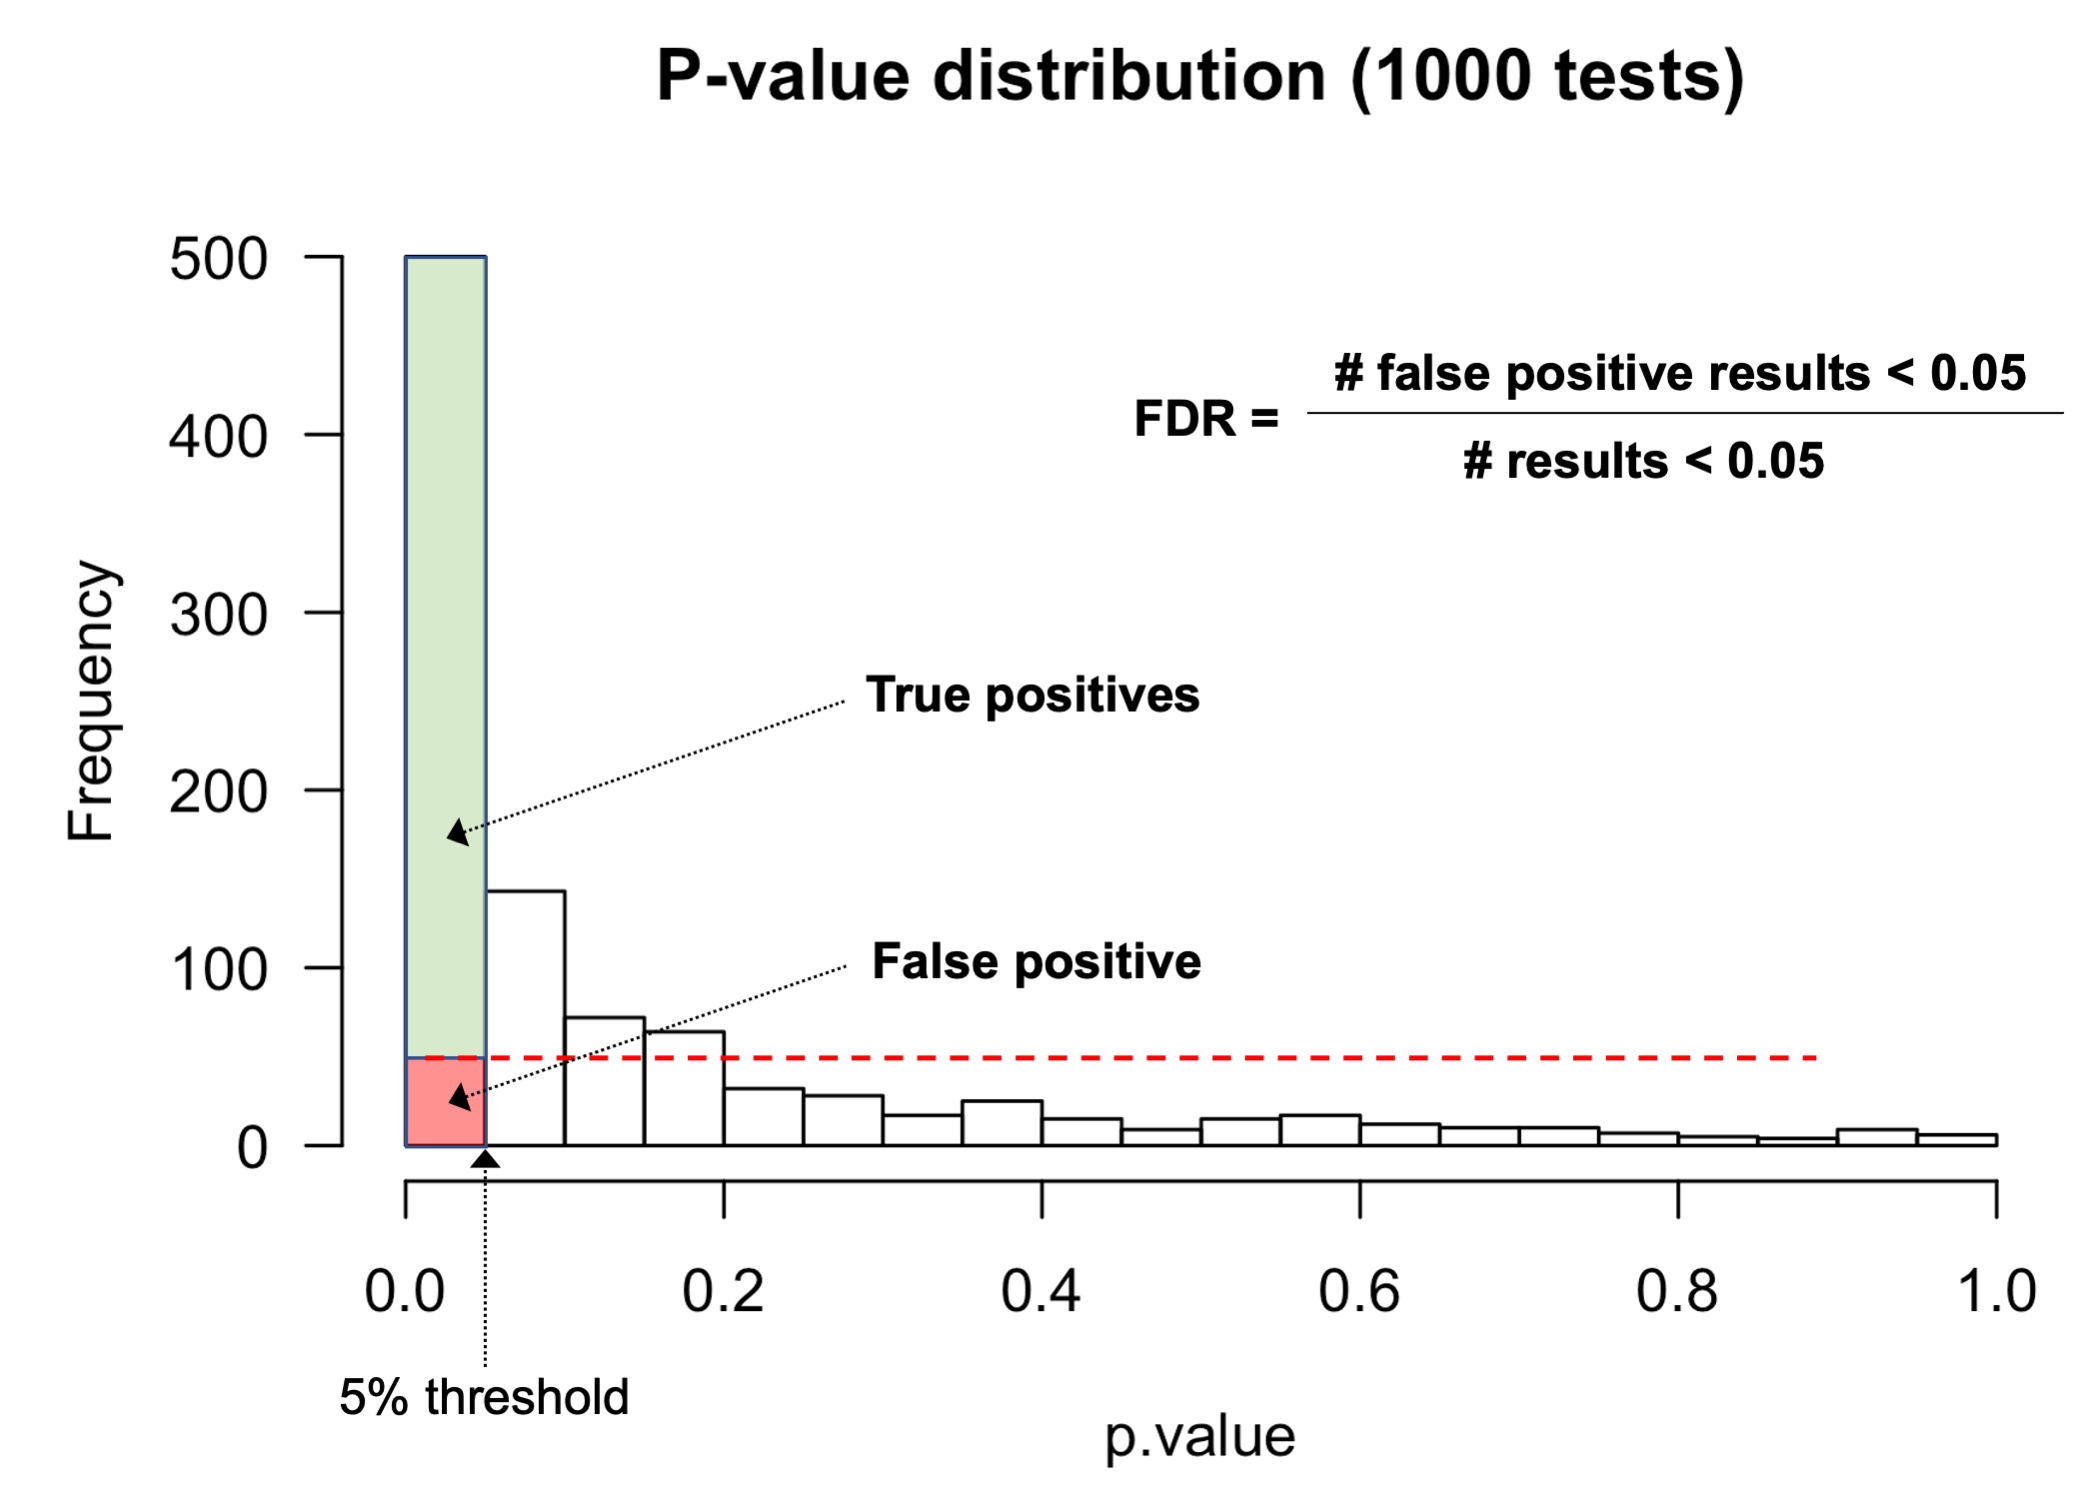 P-value distribution (1000 tests)
500
400
300
200
100
0
Frequency
FDR =
# false positive results < 0.05
# results < 0.05
True positives
False positive
0.0
0.2
0.4
0.6
0.8
1.0
5% threshold
p.value